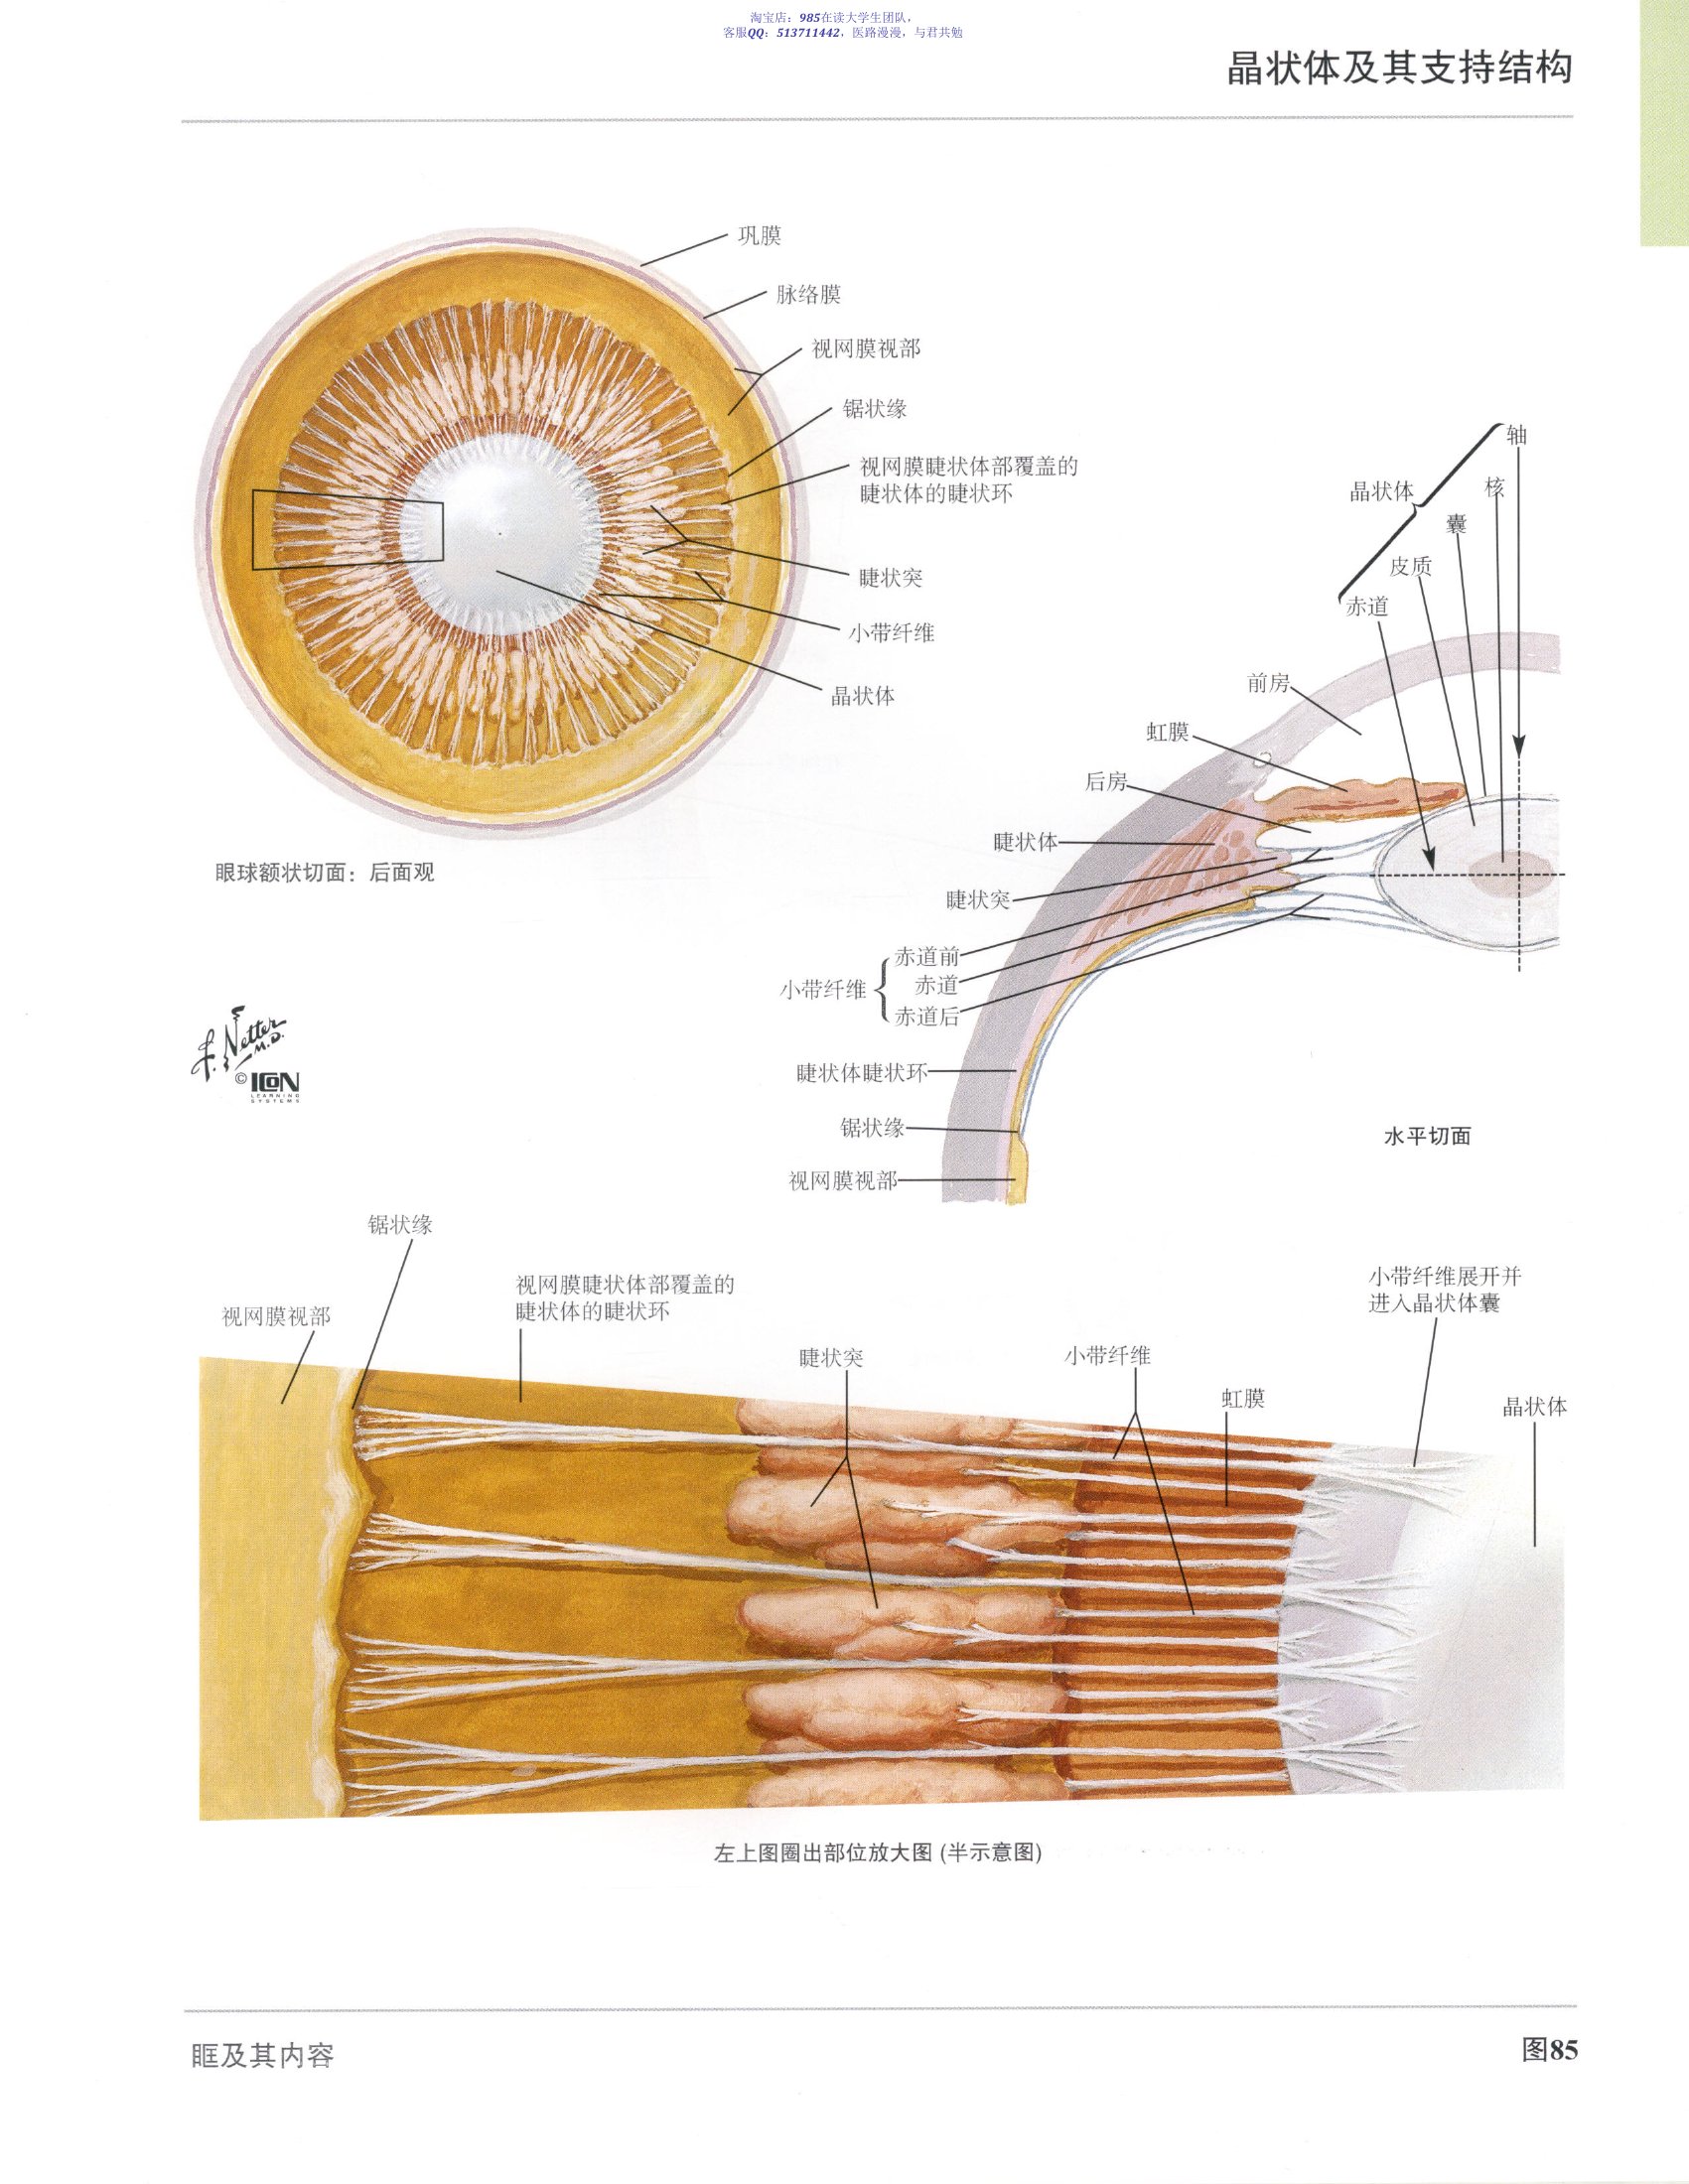 淘宝店：985在读大学生团队，
客服QQ：513711442，医路漫漫，与君共勉
晶状体及其支持结构
巩膜
脉络膜
视网膜视部
锯状缘
视网膜睫状体部覆盖的
睫状体的睫状环
睫状突
小带纤维
晶状体
眼球额状切面：后面观
轴
核
晶状体
囊
皮质
赤道
前房
虹膜
后房
睫状体
睫状突
赤道前
小带纤维
赤道
赤道后
睫状体睫状环
锯状缘
视网膜视部
水平切面
F. Netter
M.D.
© ICON
LEARNING
SYSTEMS
锯状缘
视网膜视部
视网膜睫状体部覆盖的
睫状体的睫状环
睫状突
小带纤维
虹膜
小带纤维展开并
进入晶状体囊
晶状体
左上图圈出部位放大图 (半示意图)
眶及其内容
图85